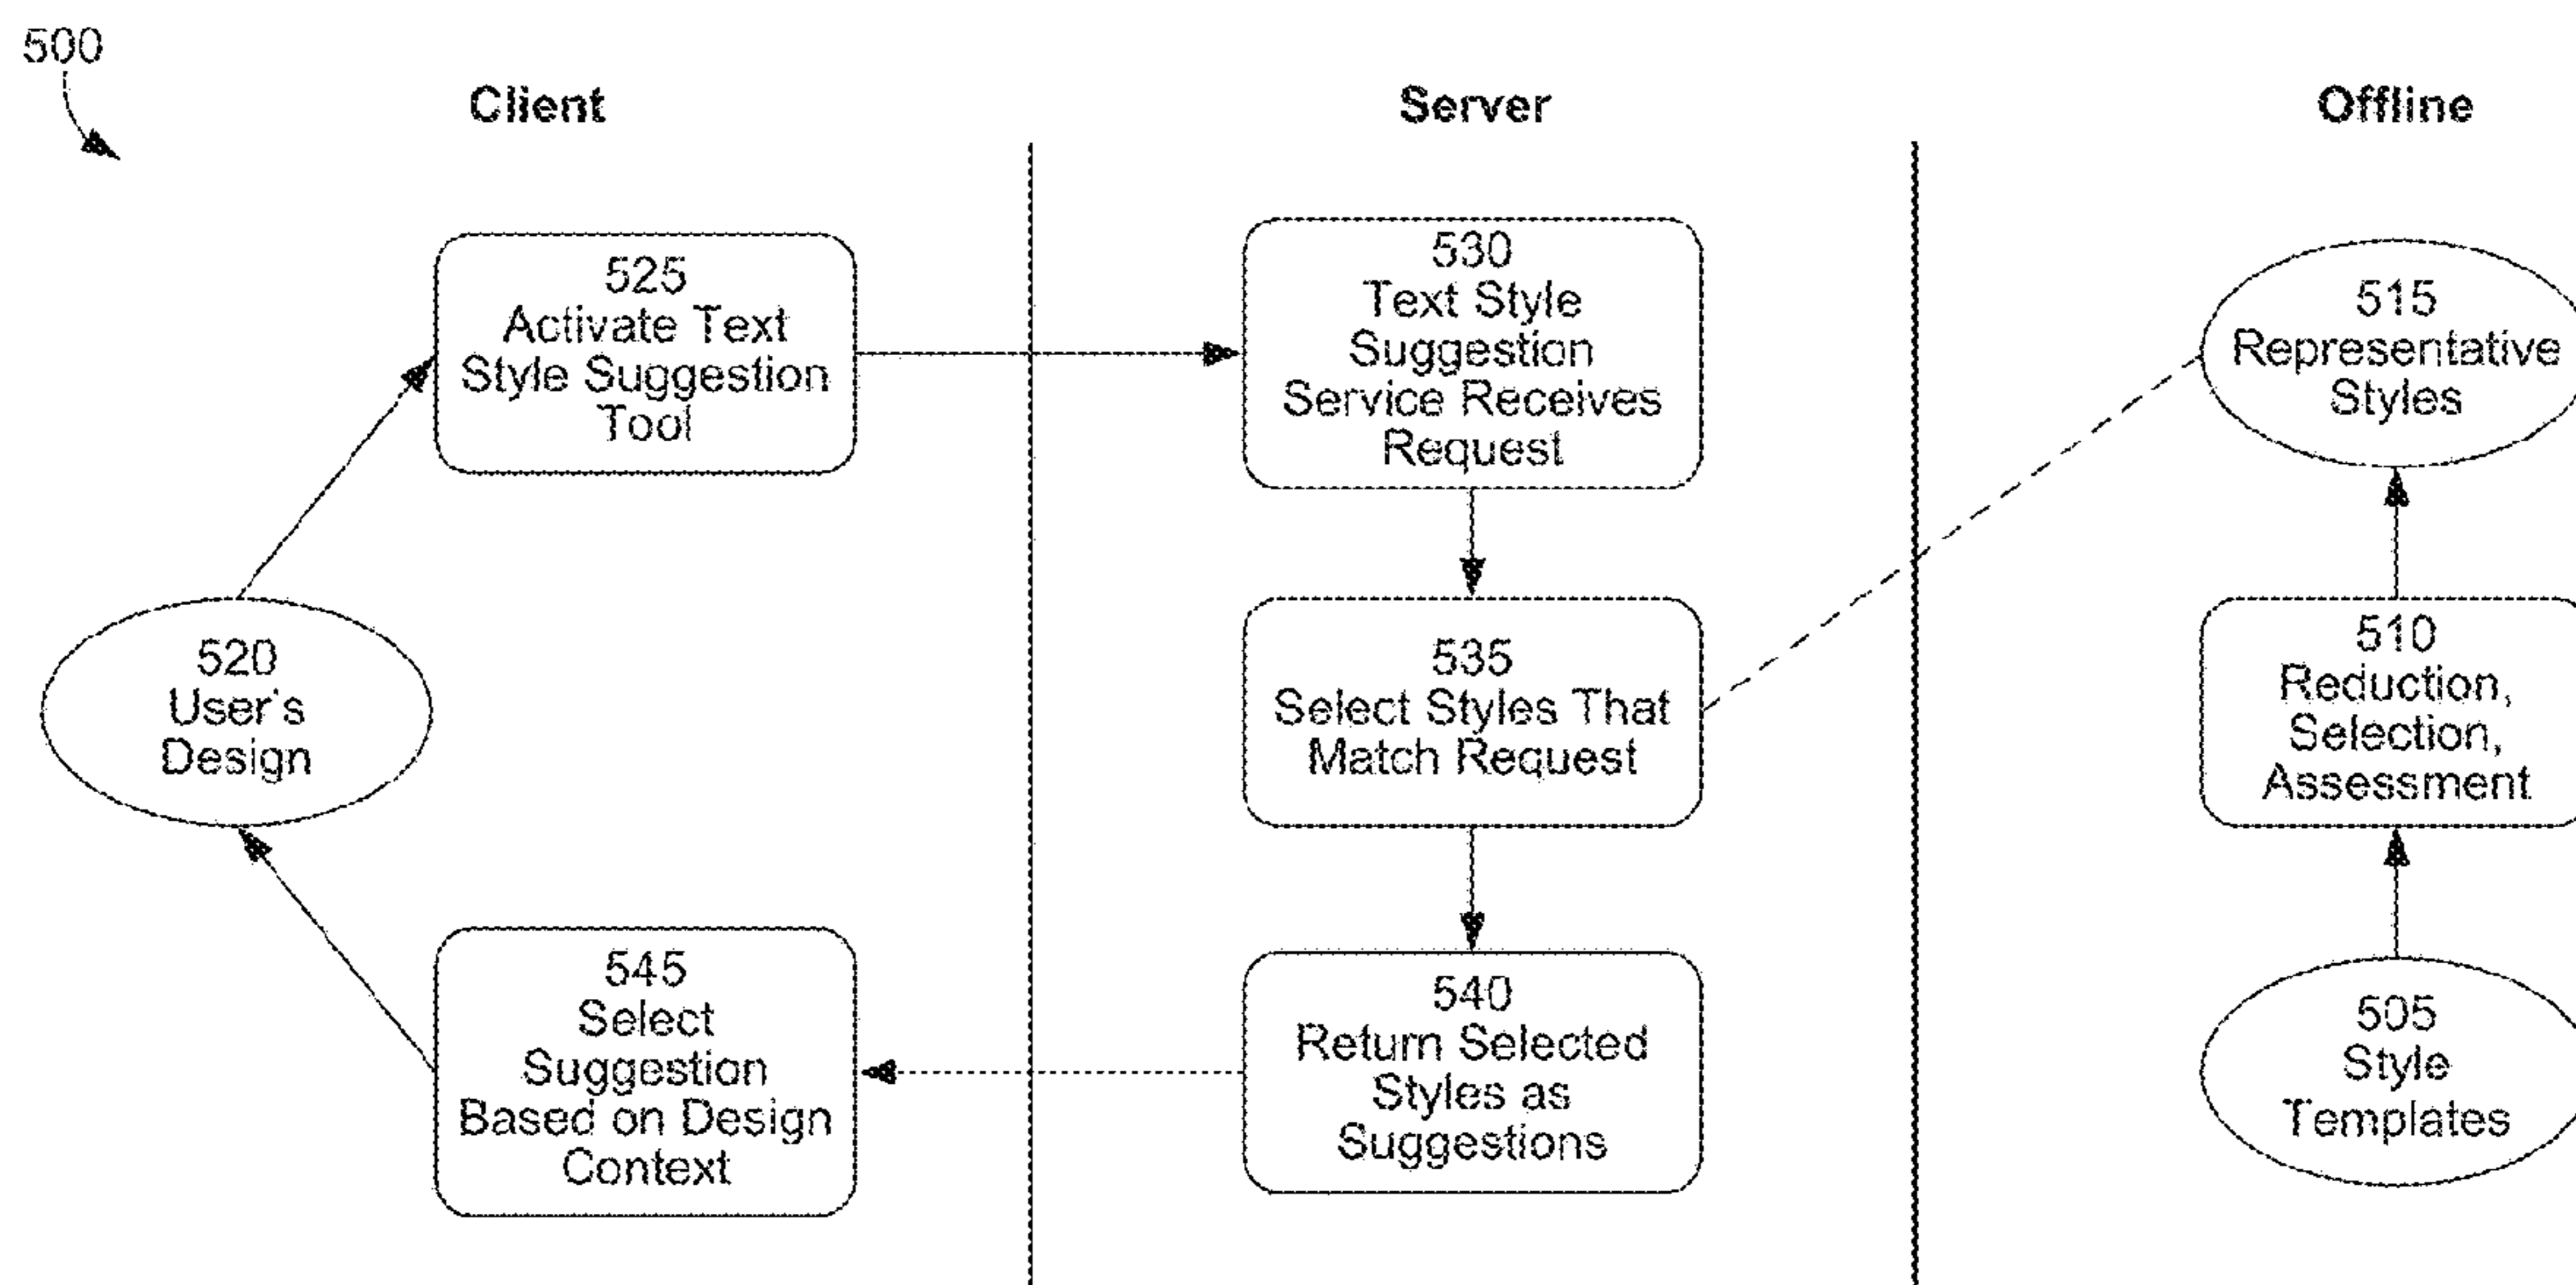 500
Client
Server
Offline
525
Activate Text
Style Suggestion
Tool
530
Text Style
Suggestion
Service Receives
Request
515
Representative
Styles
520
User's
Design
535
Select Styles That
Match Request
510
Reduction,
Selection,
Assessment
545
Select
Suggestion
Based on Design
Context
540
Return Selected
Styles as
Suggestions
505
Style
Templates